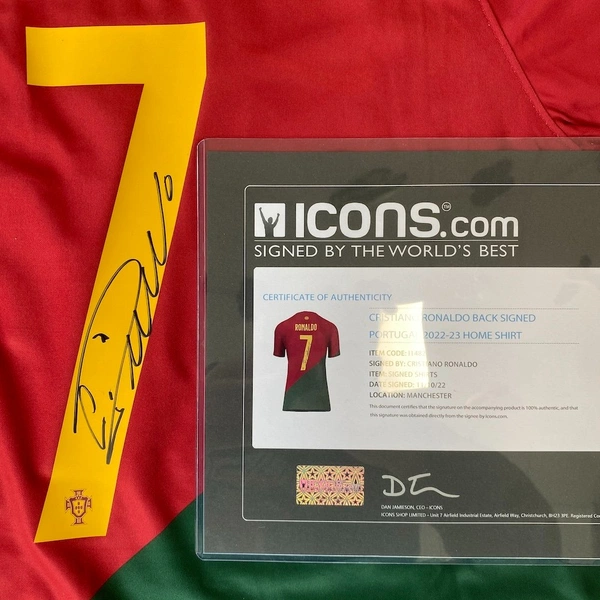 7
ICONS.com
SIGNED BY THE WORLD'S BEST
CERTIFICATE OF AUTHENTICITY
CRISTIANO RONALDO BACK SIGNED
PORTUGAL 2022-23 HOME SHIRT
RONALDO
7
ITEM CODE:
SIGNED BY: CRISTIANO RONALDO
ITEM: SIGNED SHIRTS
DATE SIGNED: 
LOCATION: MANCHESTER
This document certifies that the signature on the accompanying product is 100% authentic, and that
this signature was obtained directly from the signee by Icons.com.
DAN JAMIESON, CEO - ICONS
ICONS SHOP LIMITED - Unit 7 Airfield Industrial Estate, Airfield Way, Christchurch, BH23 3PE. Registered